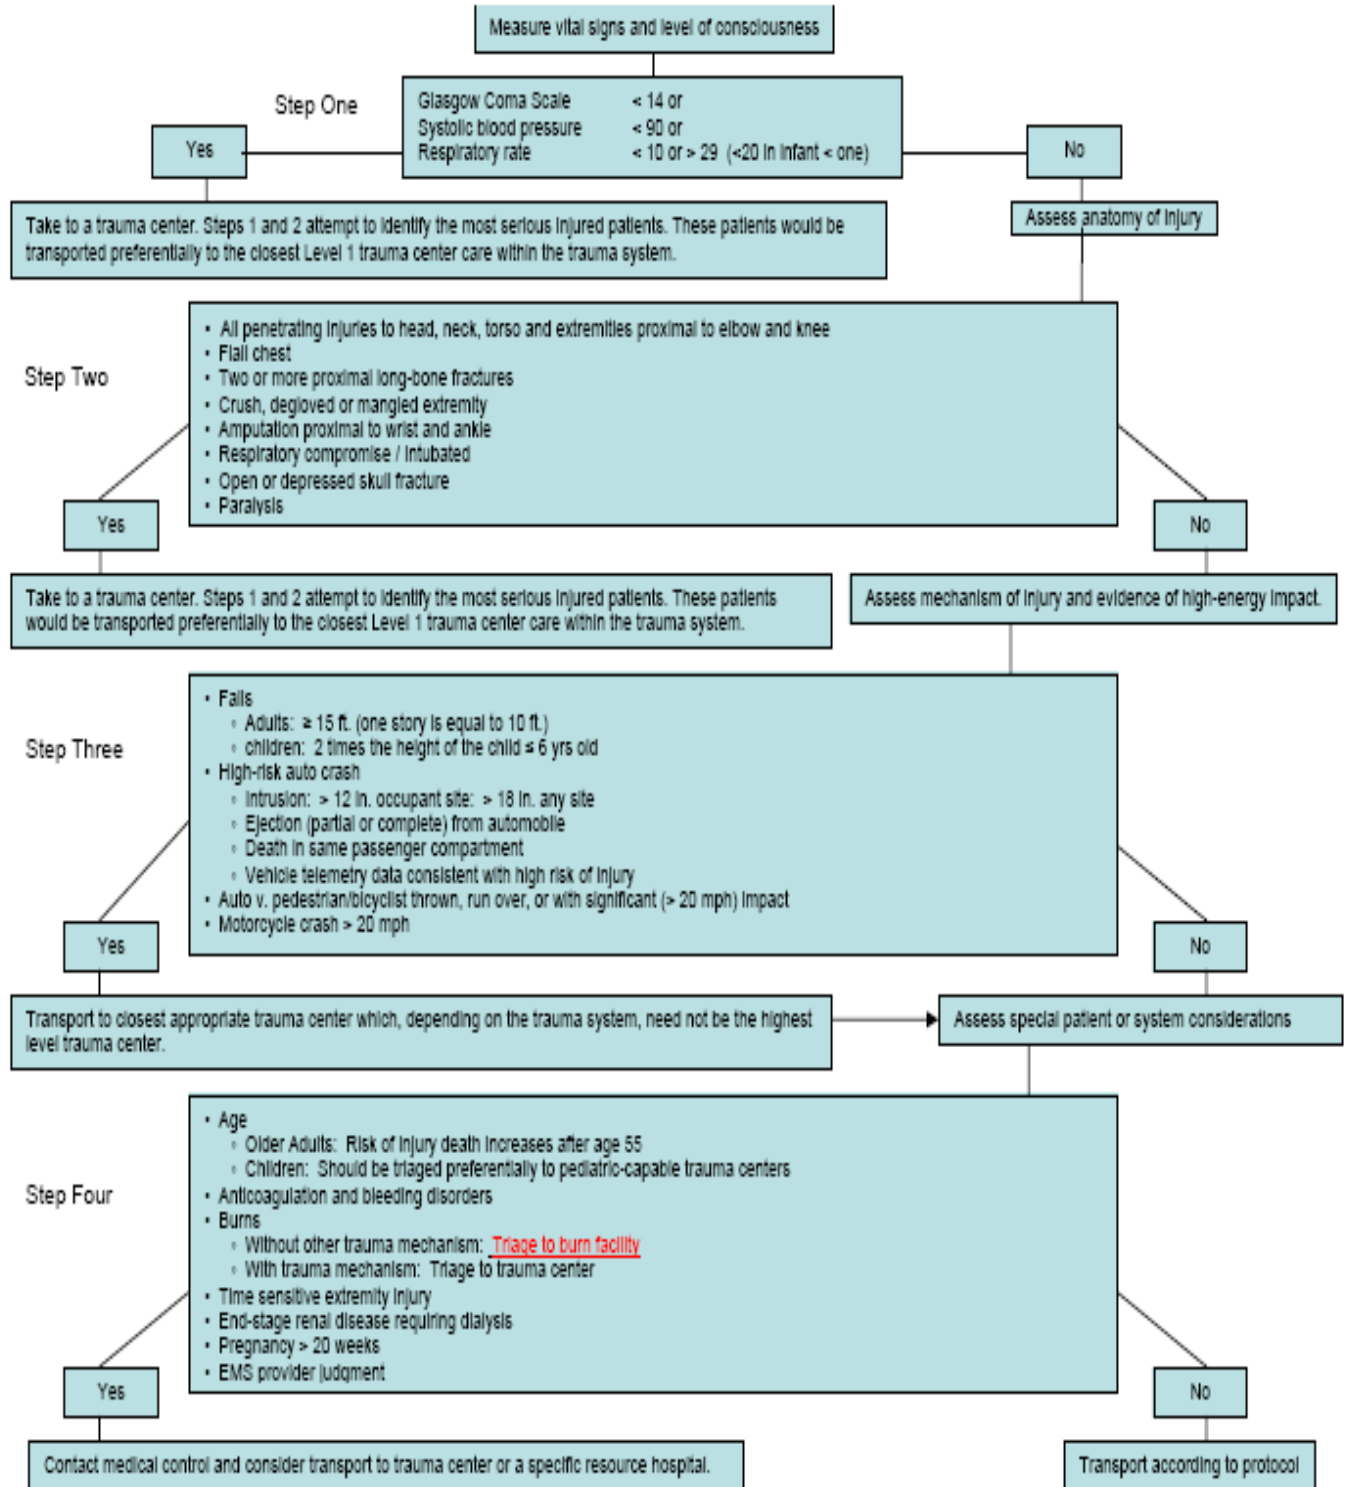 Measure vital signs and level of consciousness
Step One
Glasgow Coma Scale < 14 or
Systolic blood pressure < 90 or
Respiratory rate < 10 or > 29 (<20 in infant < one)
Yes
No
Take to a trauma center. Steps 1 and 2 attempt to identify the most serious injured patients. These patients would be
transported preferentially to the closest Level 1 trauma center care within the trauma system.
Assess anatomy of injury
Step Two
• All penetrating injuries to head, neck, torso and extremities proximal to elbow and knee
• Flail chest
• Two or more proximal long-bone fractures
• Crush, degloved or mangled extremity
• Amputation proximal to wrist and ankle
• Respiratory compromise / intubated
• Open or depressed skull fracture
• Paralysis
Yes
No
Take to a trauma center. Steps 1 and 2 attempt to identify the most serious injured patients. These patients
would be transported preferentially to the closest Level 1 trauma center care within the trauma system.
Assess mechanism of injury and evidence of high-energy impact.
Step Three
• Falls
◦ Adults: ≥ 15 ft. (one story is equal to 10 ft.)
◦ children: 2 times the height of the child ≤ 6 yrs old
• High-risk auto crash
◦ Intrusion: > 12 in. occupant site: > 18 in. any site
◦ Ejection (partial or complete) from automobile
◦ Death in same passenger compartment
◦ Vehicle telemetry data consistent with high risk of injury
• Auto v. pedestrian/bicyclist thrown, run over, or with significant (> 20 mph) impact
• Motorcycle crash > 20 mph
Yes
No
Transport to closest appropriate trauma center which, depending on the trauma system, need not be the highest
level trauma center.
Assess special patient or system considerations
Step Four
• Age
◦ Older Adults: Risk of injury death increases after age 55
◦ Children: Should be triaged preferentially to pediatric-capable trauma centers
• Anticoagulation and bleeding disorders
• Burns
◦ Without other trauma mechanism: Triage to burn facility
◦ With trauma mechanism: Triage to trauma center
• Time sensitive extremity injury
• End-stage renal disease requiring dialysis
• Pregnancy > 20 weeks
• EMS provider judgment
Yes
No
Contact medical control and consider transport to trauma center or a specific resource hospital.
Transport according to protocol